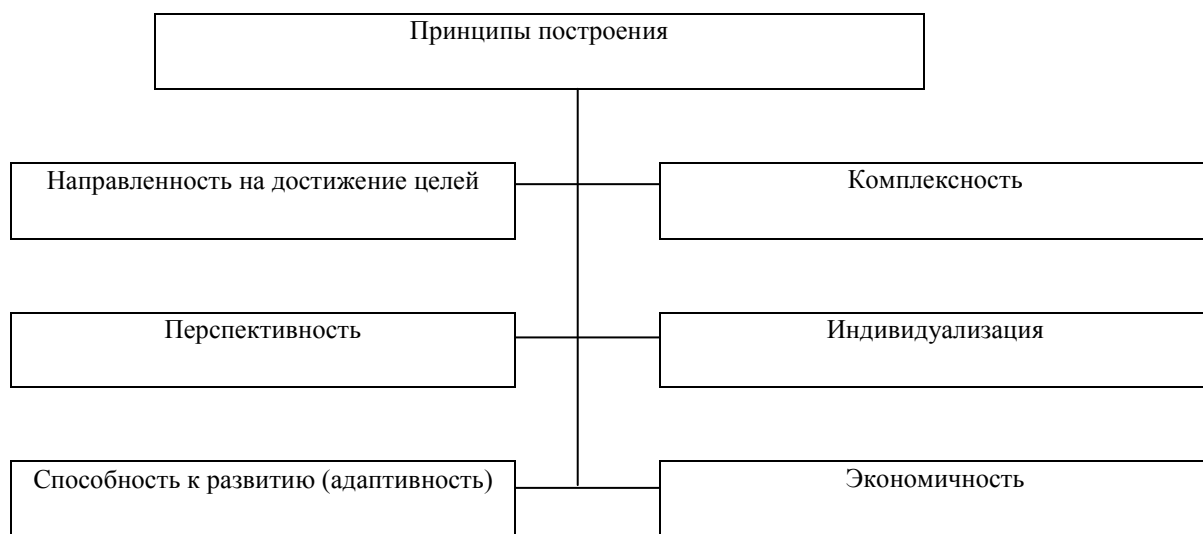 Принципы построения
Направленность на достижение целей
Комплексность
Перспективность
Индивидуализация
Способность к развитию (адаптивность)
Экономичность